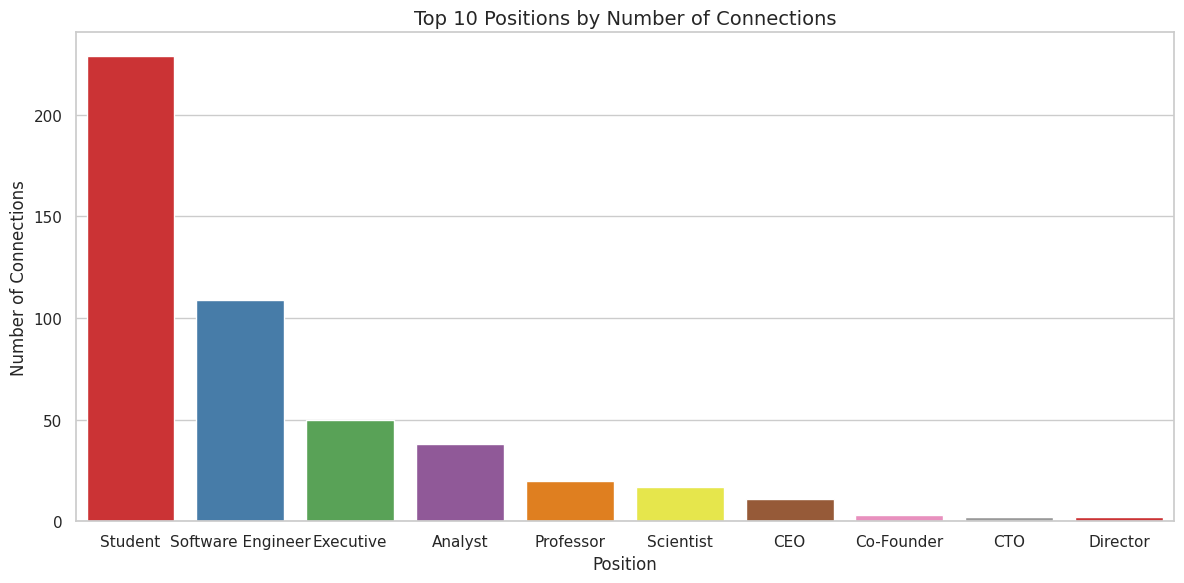 Top 10 Positions by Number of Connections
Number of Connections
200
150
100
50
0
Student Software Engineer Executive Analyst Professor Scientist CEO Co-Founder CTO Director
Position